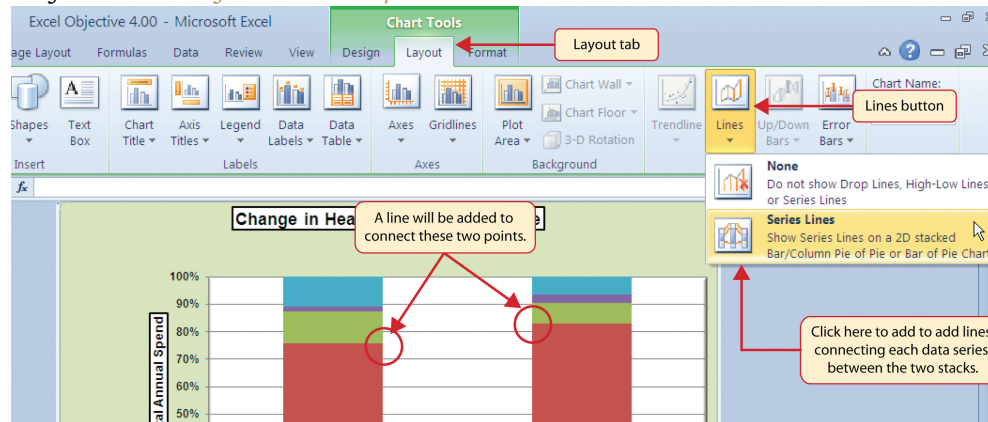 Excel Objective 4.00 - Microsoft Excel
Chart Tools
age Layout Formulas Data Review View Design Layout Format
Layout tab
Shapes
Text Box
Chart Title
Axis Titles
Legend
Data Labels
Data Table
Axes
Gridlines
Plot Area
Chart Wall
Chart Floor
3-D Rotation
Trendline
Lines
Up/Down Bars
Error Bars
Chart Name:
Lines button
Insert
Labels
Axes
Background
None
Do not show Drop Lines, High-Low Lines
or Series Lines
Series Lines
Show Series Lines on a 2D stacked
Bar/Column Pie of Pie or Bar of Pie Chart
fx
Change in Hea
A line will be added to
connect these two points.
100%
90%
80%
70%
60%
50%
tal Annual Spend
Click here to add to add lines
connecting each data series
between the two stacks.